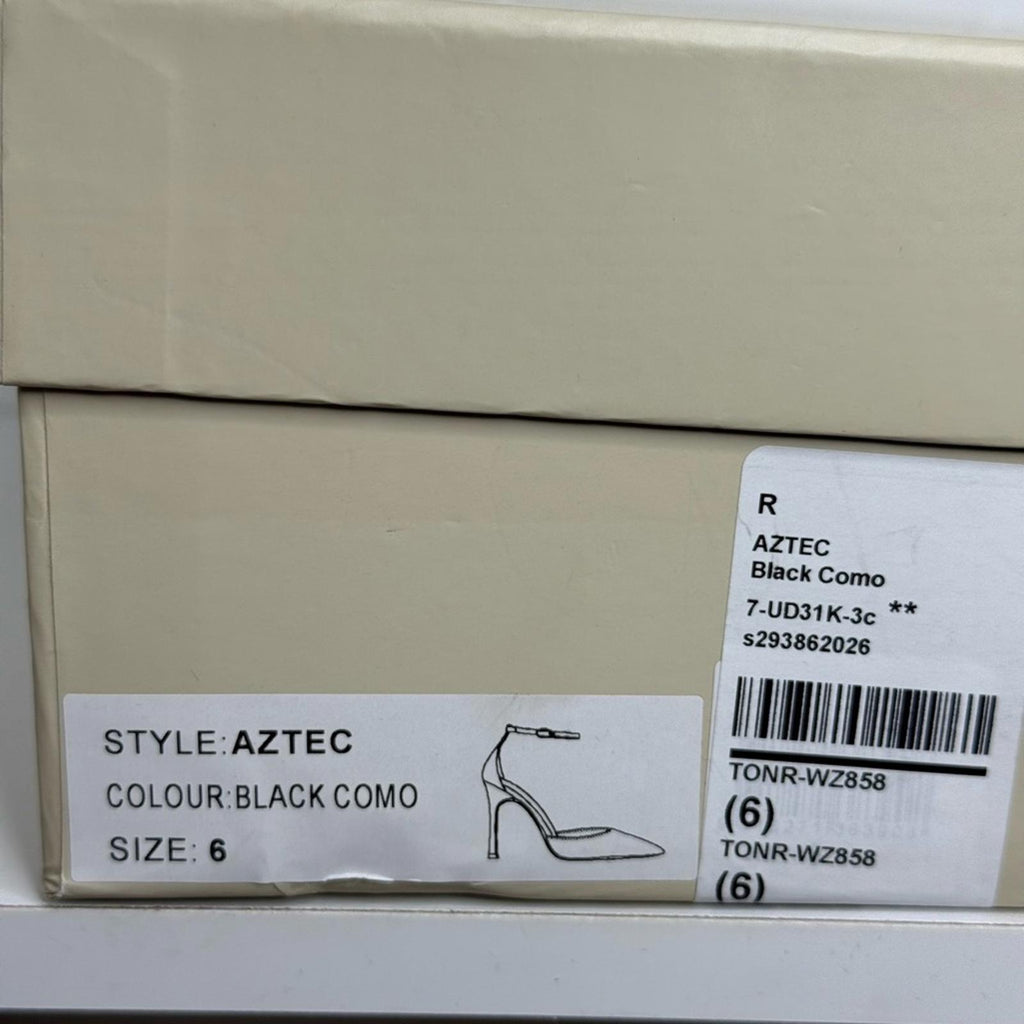 STYLE:AZTEC
COLOUR:BLACK COMO
SIZE: 6
R
AZTEC
Black Como
7-UD31K-3c **
s293862026
TONR-WZ858
(6)
TONR-WZ858
(6)